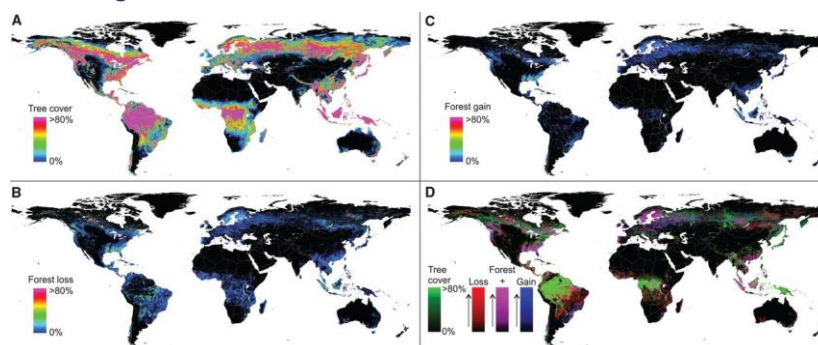 A
Tree cover
>80%
0%
C
Forest gain
>80%
0%
B
Forest loss
>80%
0%
D
Tree
cover
>80%
0%
Forest
Loss + Gain